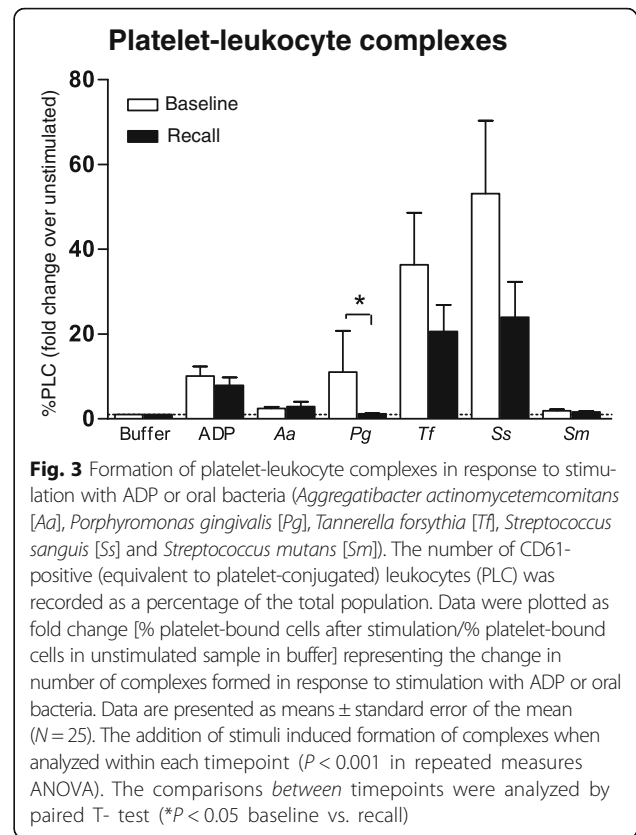 Platelet-leukocyte complexes
80
60
40
20
0
%PLC (fold change over unstimulated)
Baseline
Recall
*
Buffer ADP Aa Pg Tf Ss Sm
Fig. 3 Formation of platelet-leukocyte complexes in response to stimu-
lation with ADP or oral bacteria (Aggregatibacter actinomycetemcomitans
[Aa], Porphyromonas gingivalis [Pg], Tannerella forsythia [Tf], Streptococcus
sanguis [Ss] and Streptococcus mutans [Sm]). The number of CD61-
positive (equivalent to platelet-conjugated) leukocytes (PLC) was
recorded as a percentage of the total population. Data were plotted as
fold change [% platelet-bound cells after stimulation/% platelet-bound
cells in unstimulated sample in buffer] representing the change in
number of complexes formed in response to stimulation with ADP or oral
bacteria. Data are presented as means ± standard error of the mean
(N = 25). The addition of stimuli induced formation of complexes when
analyzed within each timepoint (P < 0.001 in repeated measures
ANOVA). The comparisons between timepoints were analyzed by
paired T- test (*P < 0.05 baseline vs. recall)